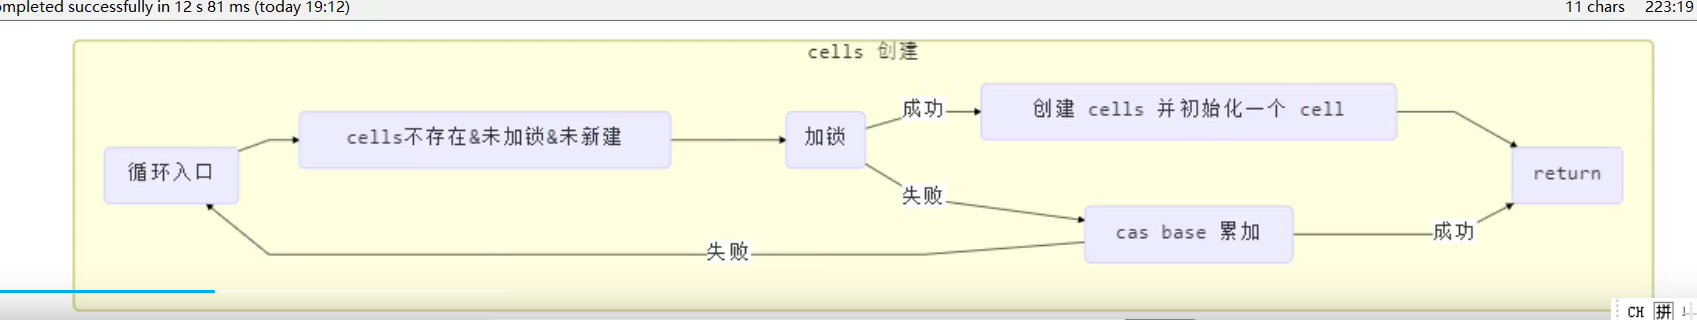 ompleted successfully in 12 s 81 ms (today 19:12) 11 chars 223:19
cells 创建
成功
创建 cells 并初始化一个 cell
cells不存在&未加锁&未新建
加锁
循环入口
return
失败
cas base 累加
成功
失败
CH 拼